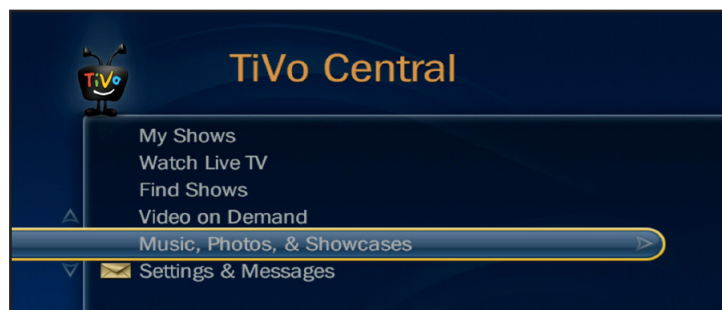 TiVo
TiVo Central
My Shows
Watch Live TV
Find Shows
Video on Demand
Music, Photos, & Showcases
Settings & Messages